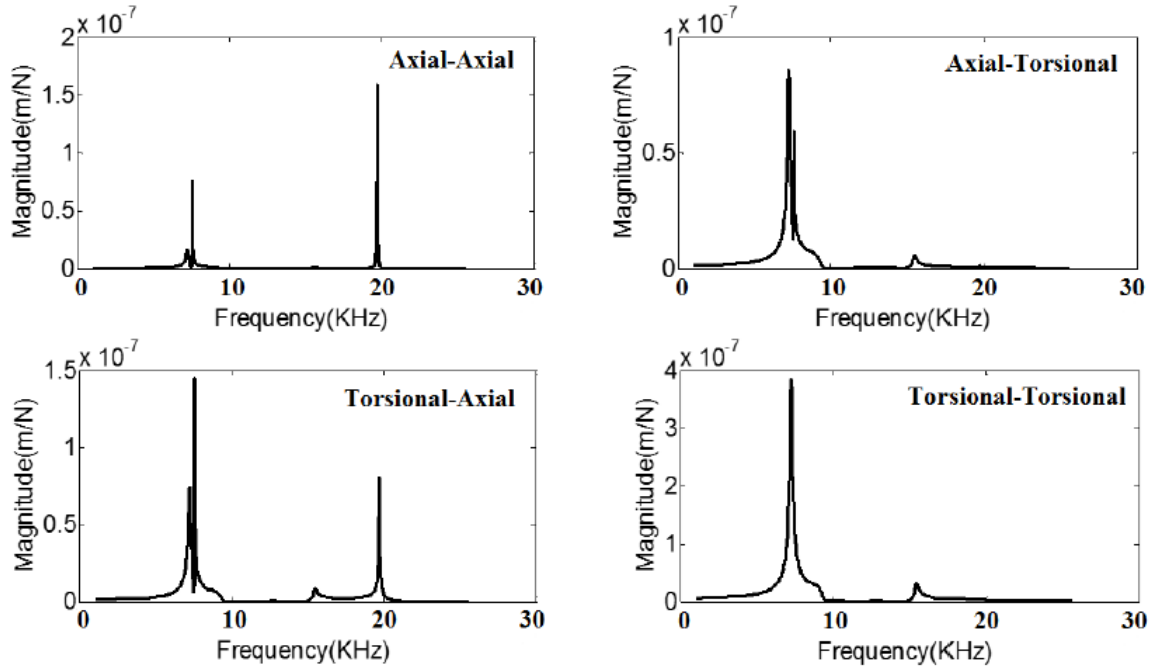 x 10^-7
2
1.5
1
0.5
0
Magnitude(m/N)
Axial-Axial
0 10 20 30
Frequency(KHz)
x 10^-7
1
0.5
0
Magnitude(m/N)
Axial-Torsional
0 10 20 30
Frequency(KHz)
x 10^-7
1.5
1
0.5
0
Magnitude(m/N)
Torsional-Axial
0 10 20 30
Frequency(KHz)
x 10^-7
4
3
2
1
0
Magnitude(m/N)
Torsional-Torsional
0 10 20 30
Frequency(KHz)